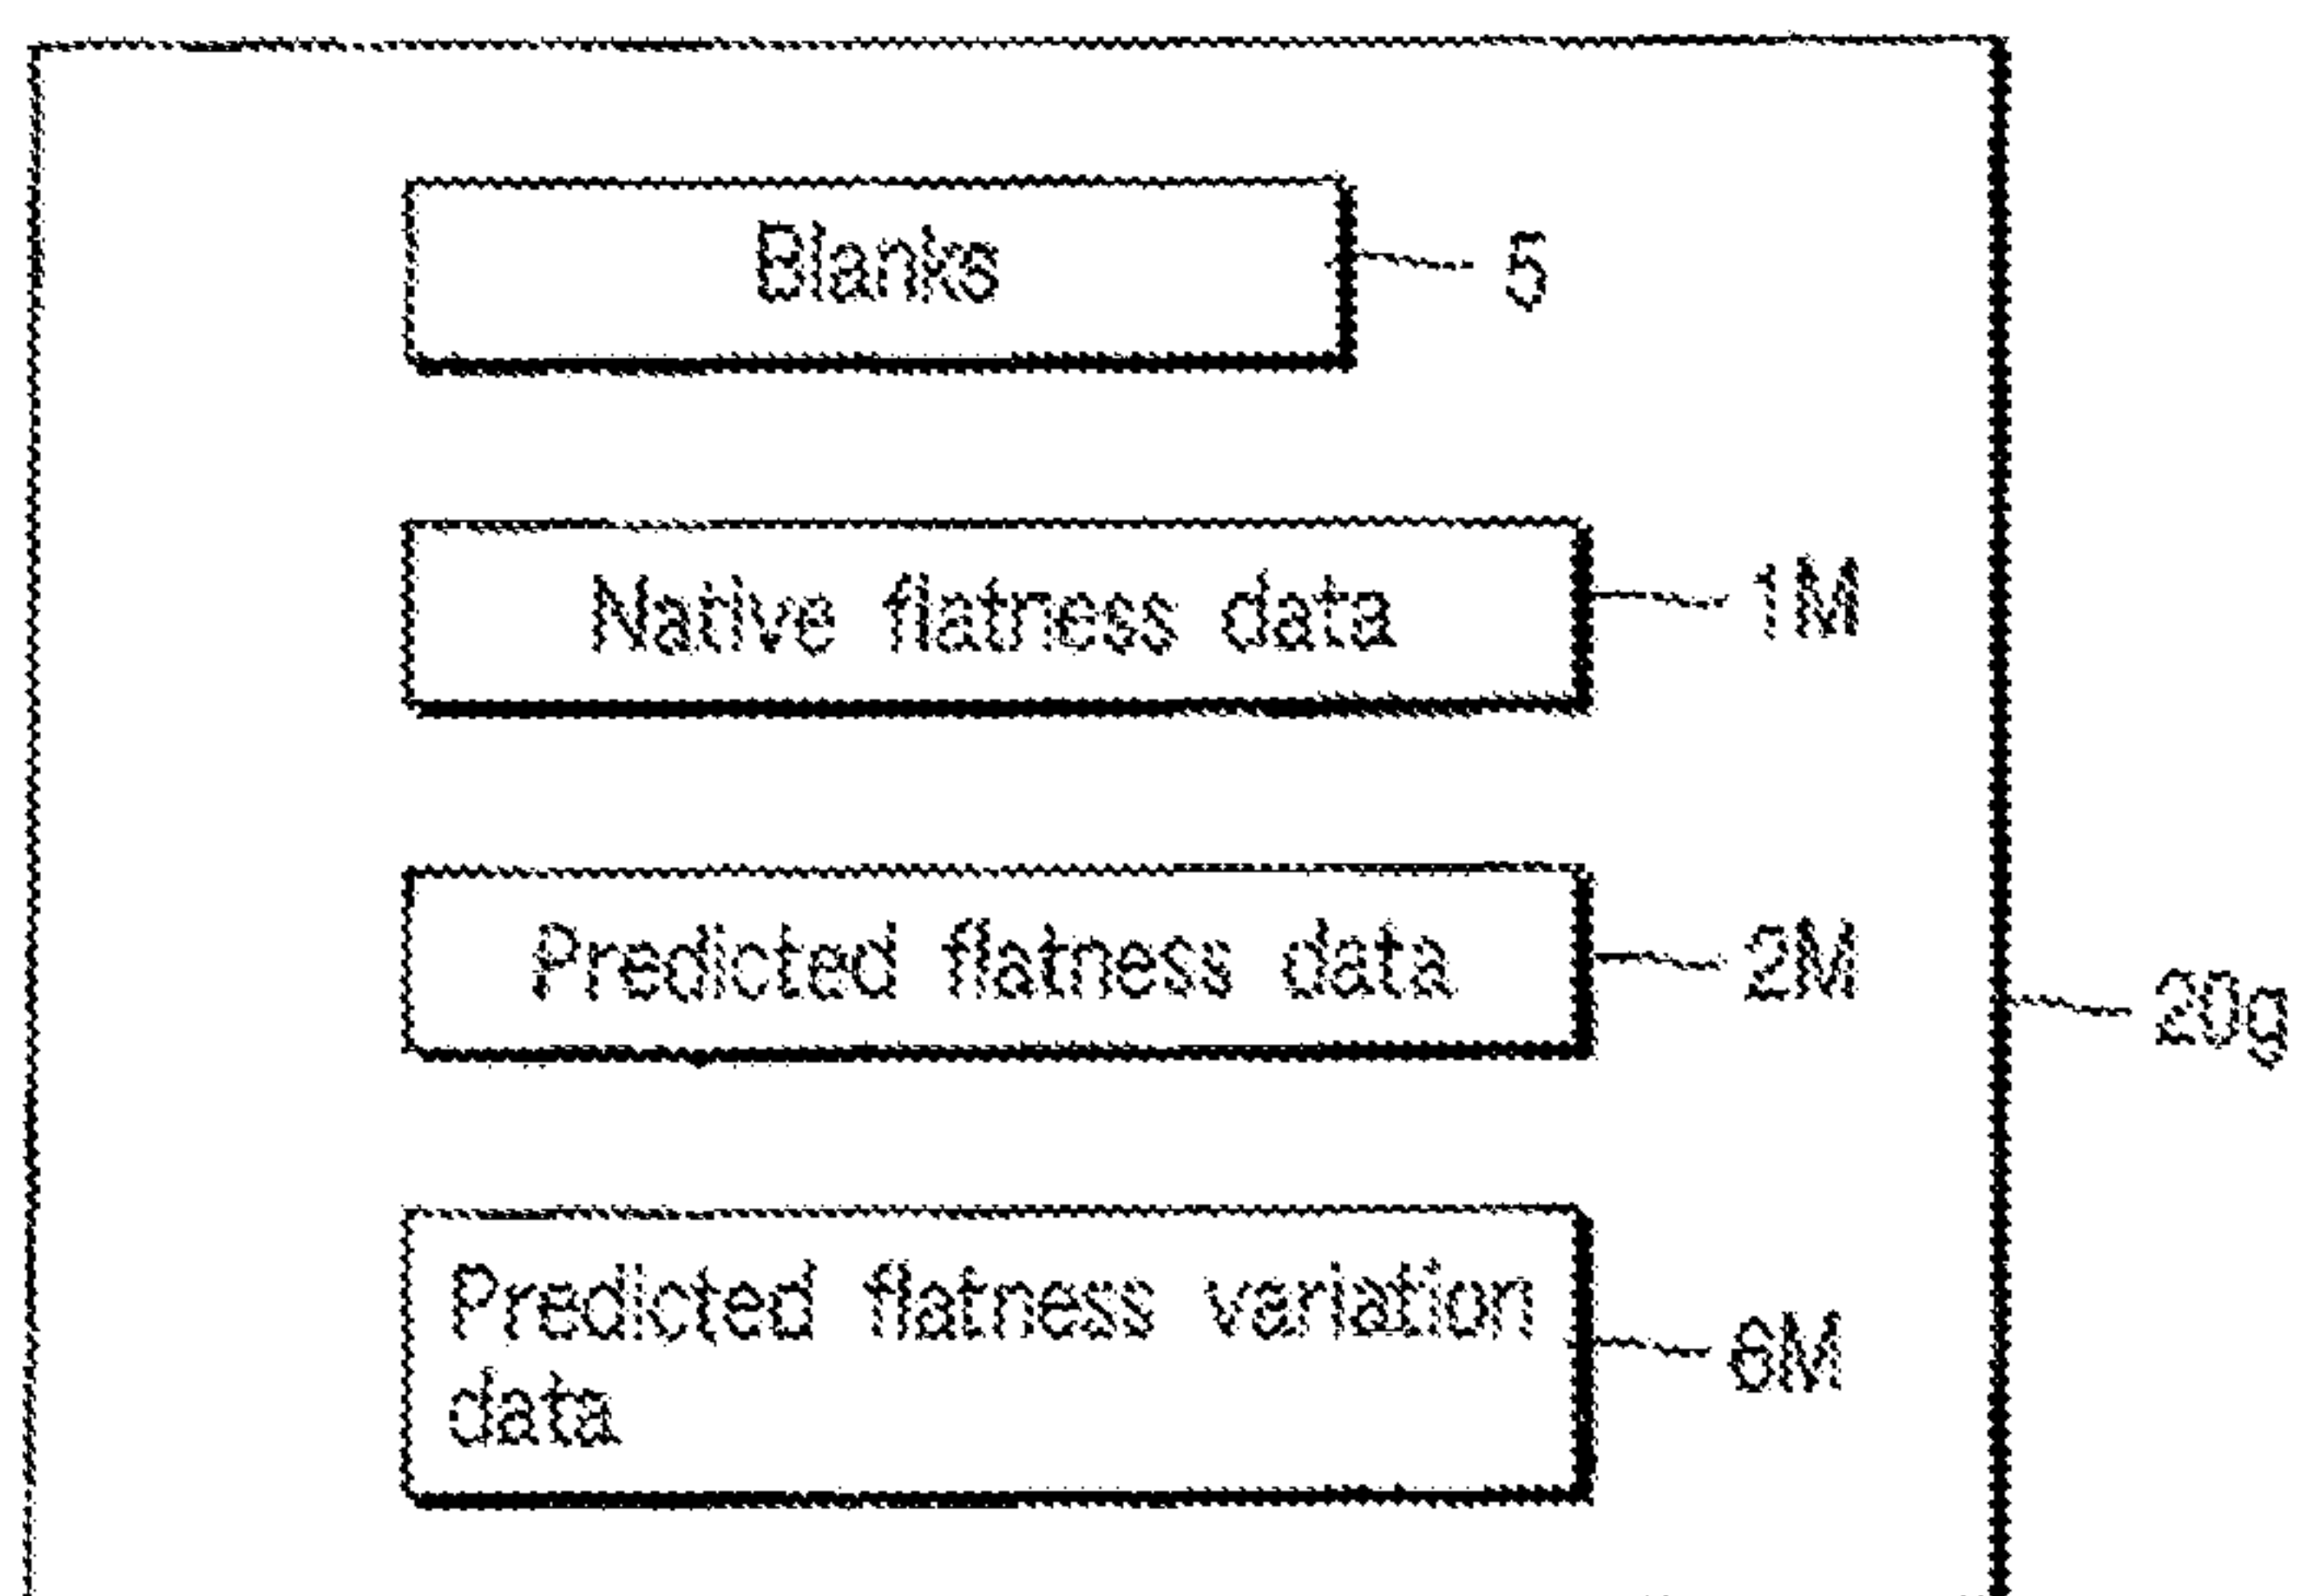 Blanks 5
Native flatness data 1M
Predicted flatness data 2M
20g
Predicted flatness variation
data
6M